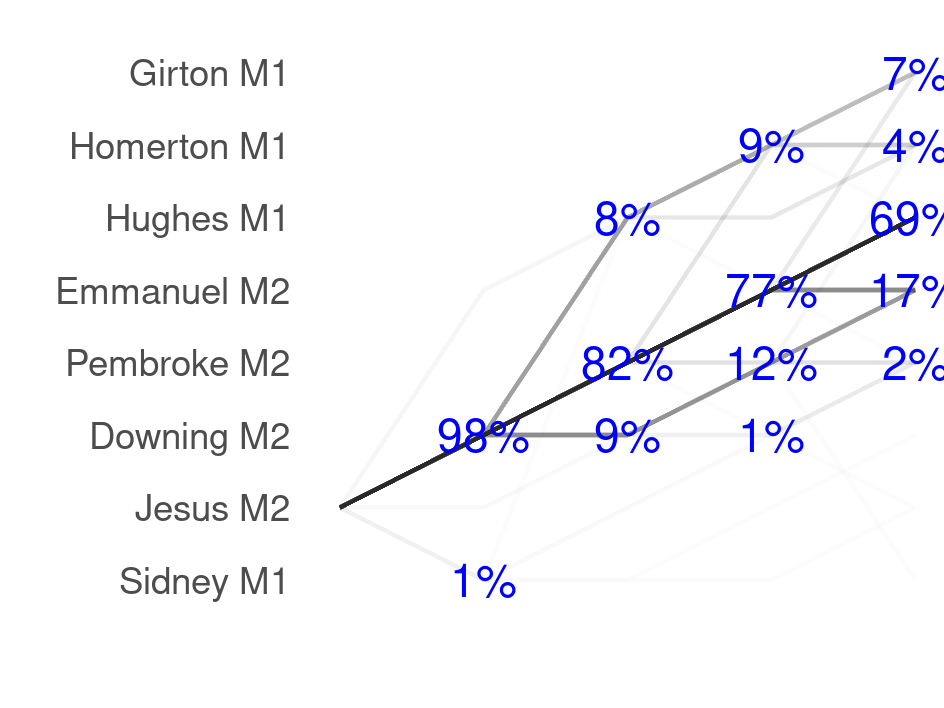 Girton M1 7%
Homerton M1 9% 4%
Hughes M1 8% 69%
Emmanuel M2 77% 17%
Pembroke M2 82% 12% 2%
Downing M2 98% 9% 1%
Jesus M2
Sidney M1 1%